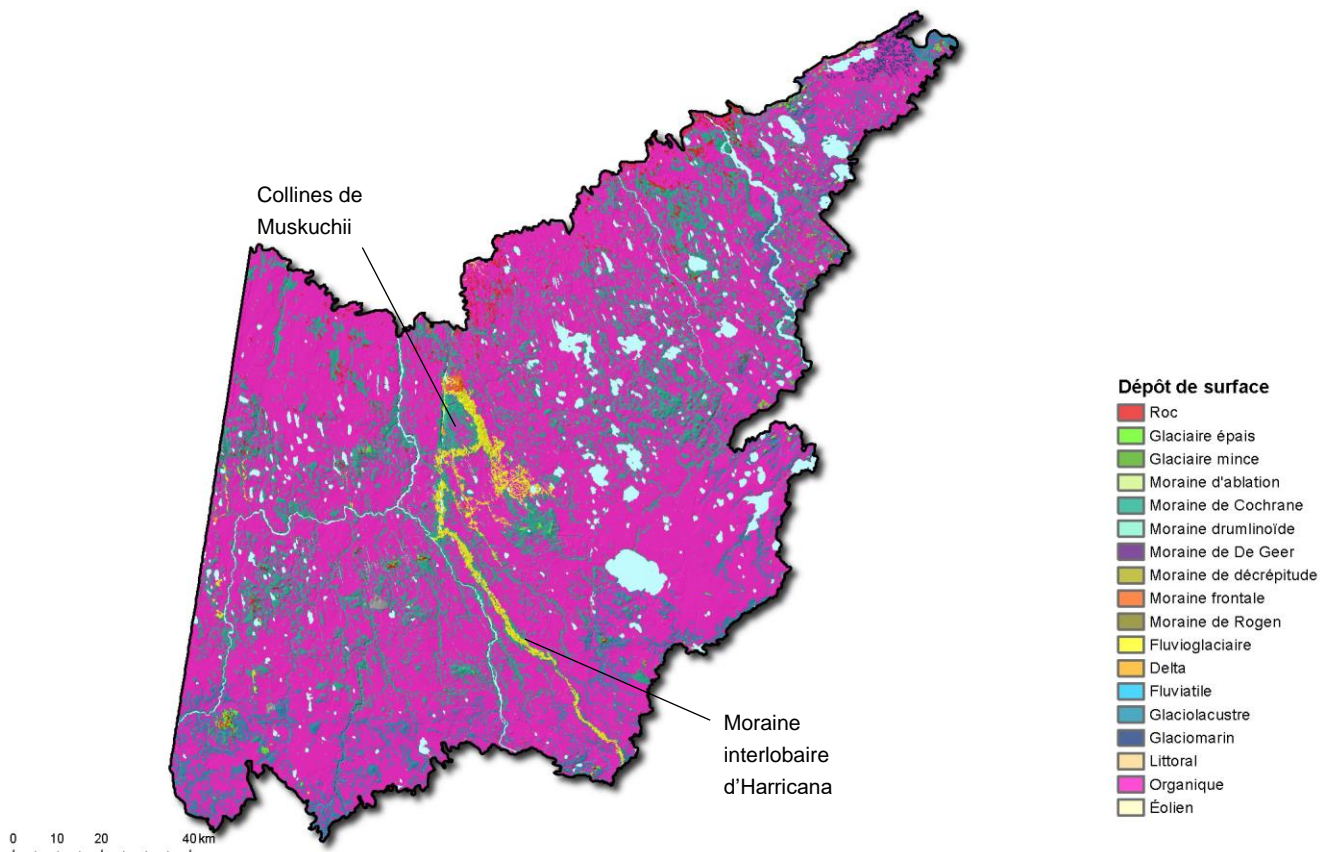 Collines de
Muskuchii
Moraine
interlobaire
d'Harricana
0 10 20 40 km
Dépôt de surface
Roc
Glaciaire épais
Glaciaire mince
Moraine d'ablation
Moraine de Cochrane
Moraine drumlinoïde
Moraine de De Geer
Moraine de décrépitude
Moraine frontale
Moraine de Rogen
Fluvioglaciaire
Delta
Fluviatile
Glaciolacustre
Glaciomarin
Littoral
Organique
Éolien